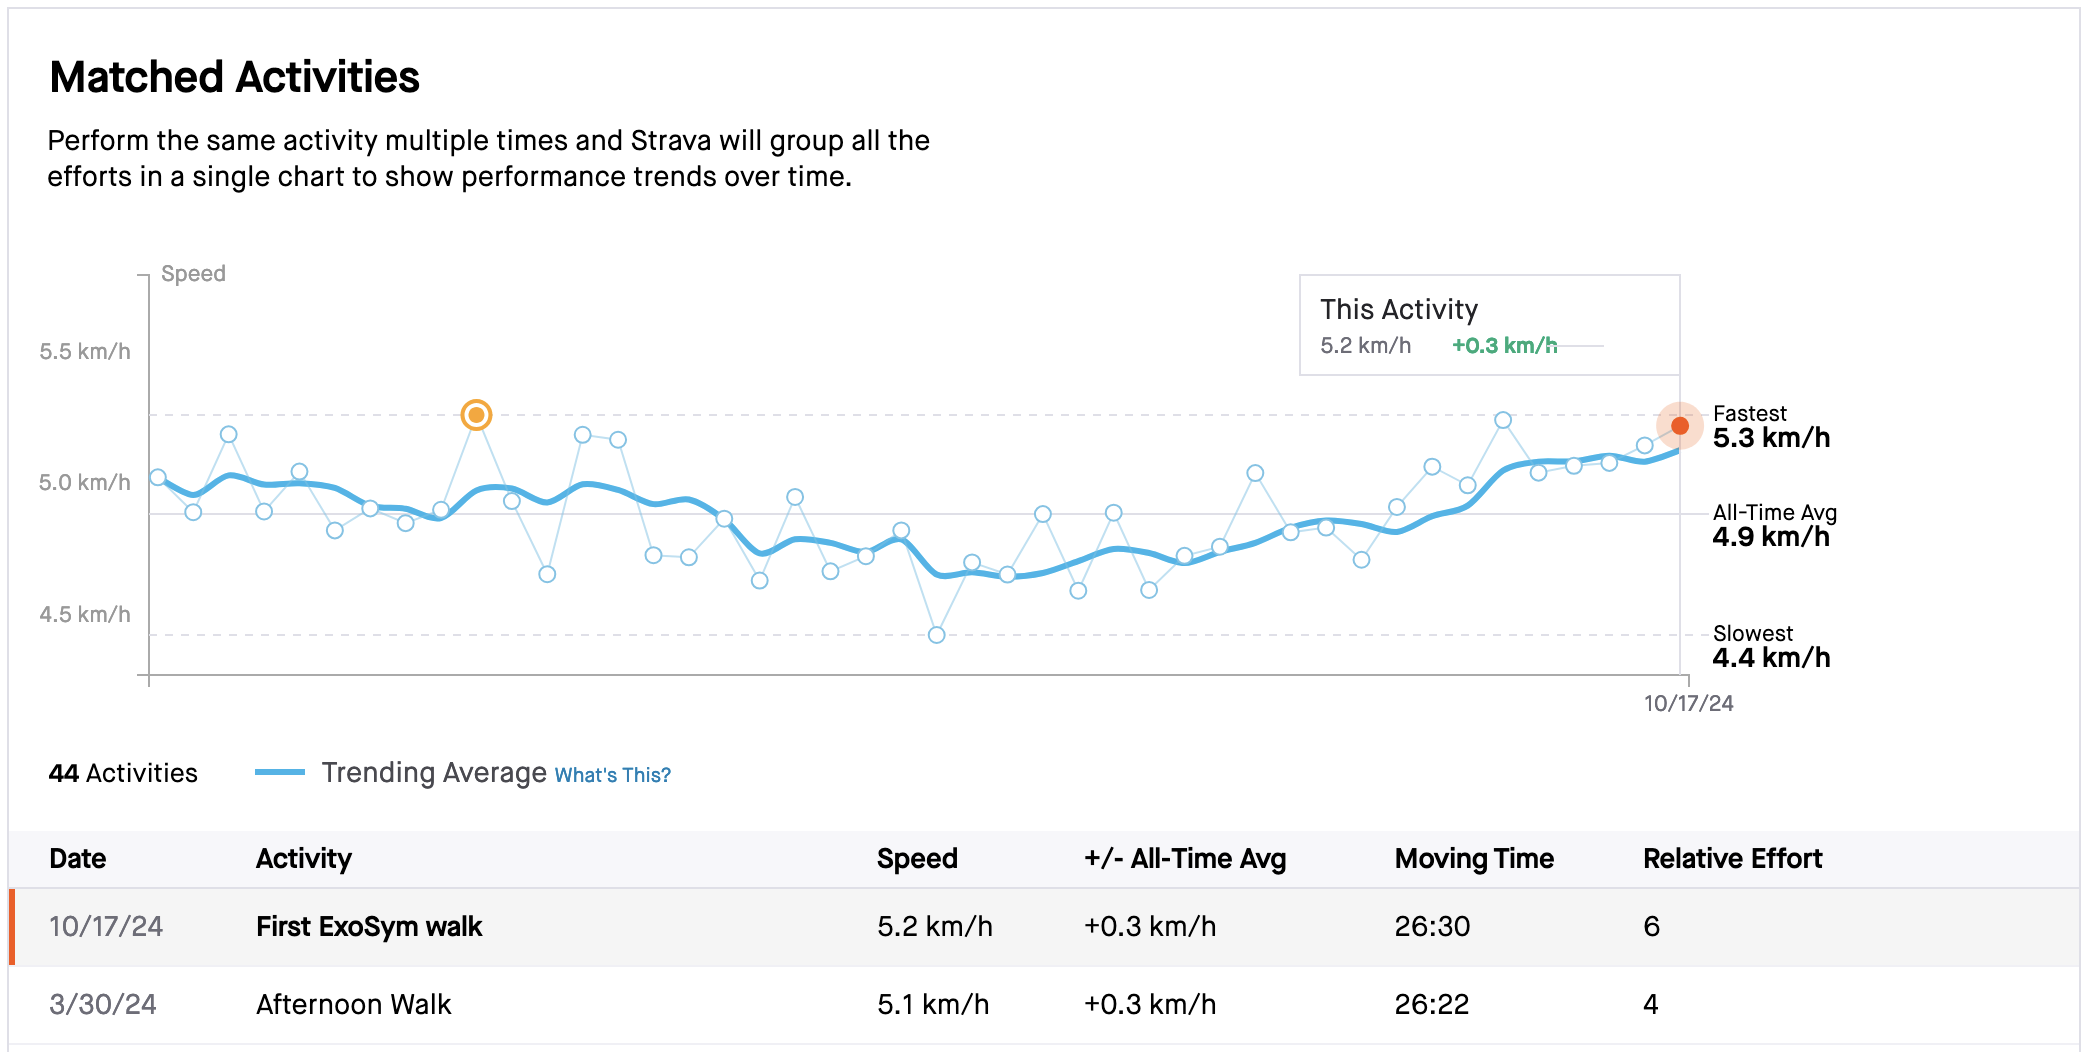 Matched Activities
Perform the same activity multiple times and Strava will group all the
efforts in a single chart to show performance trends over time.
Speed
This Activity
5.2 km/h +0.3 km/h
5.5 km/h
Fastest
5.3 km/h
5.0 km/h
All-Time Avg
4.9 km/h
4.5 km/h
Slowest
4.4 km/h
10/17/24
44 Activities Trending Average What's This?
Date Activity Speed +/- All-Time Avg Moving Time Relative Effort
10/17/24 First ExoSym walk 5.2 km/h +0.3 km/h 26:30 6
3/30/24 Afternoon Walk 5.1 km/h +0.3 km/h 26:22 4